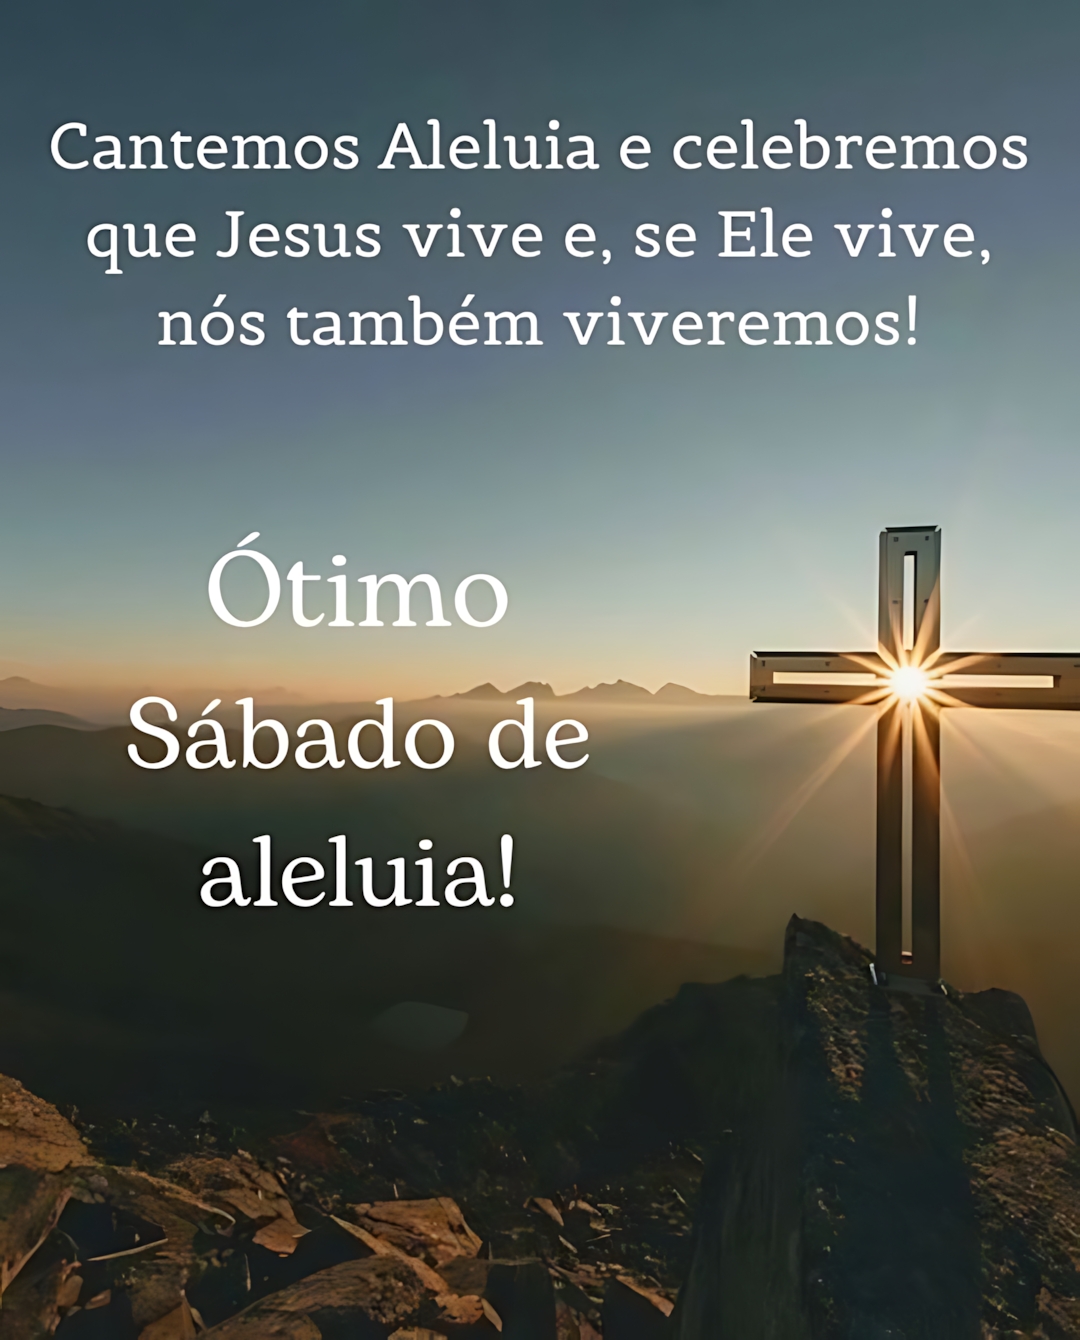 Cantemos Aleluia e celebremos
que Jesus vive e, se Ele vive,
nós também viveremos!
Ótimo
Sábado de
aleluia!